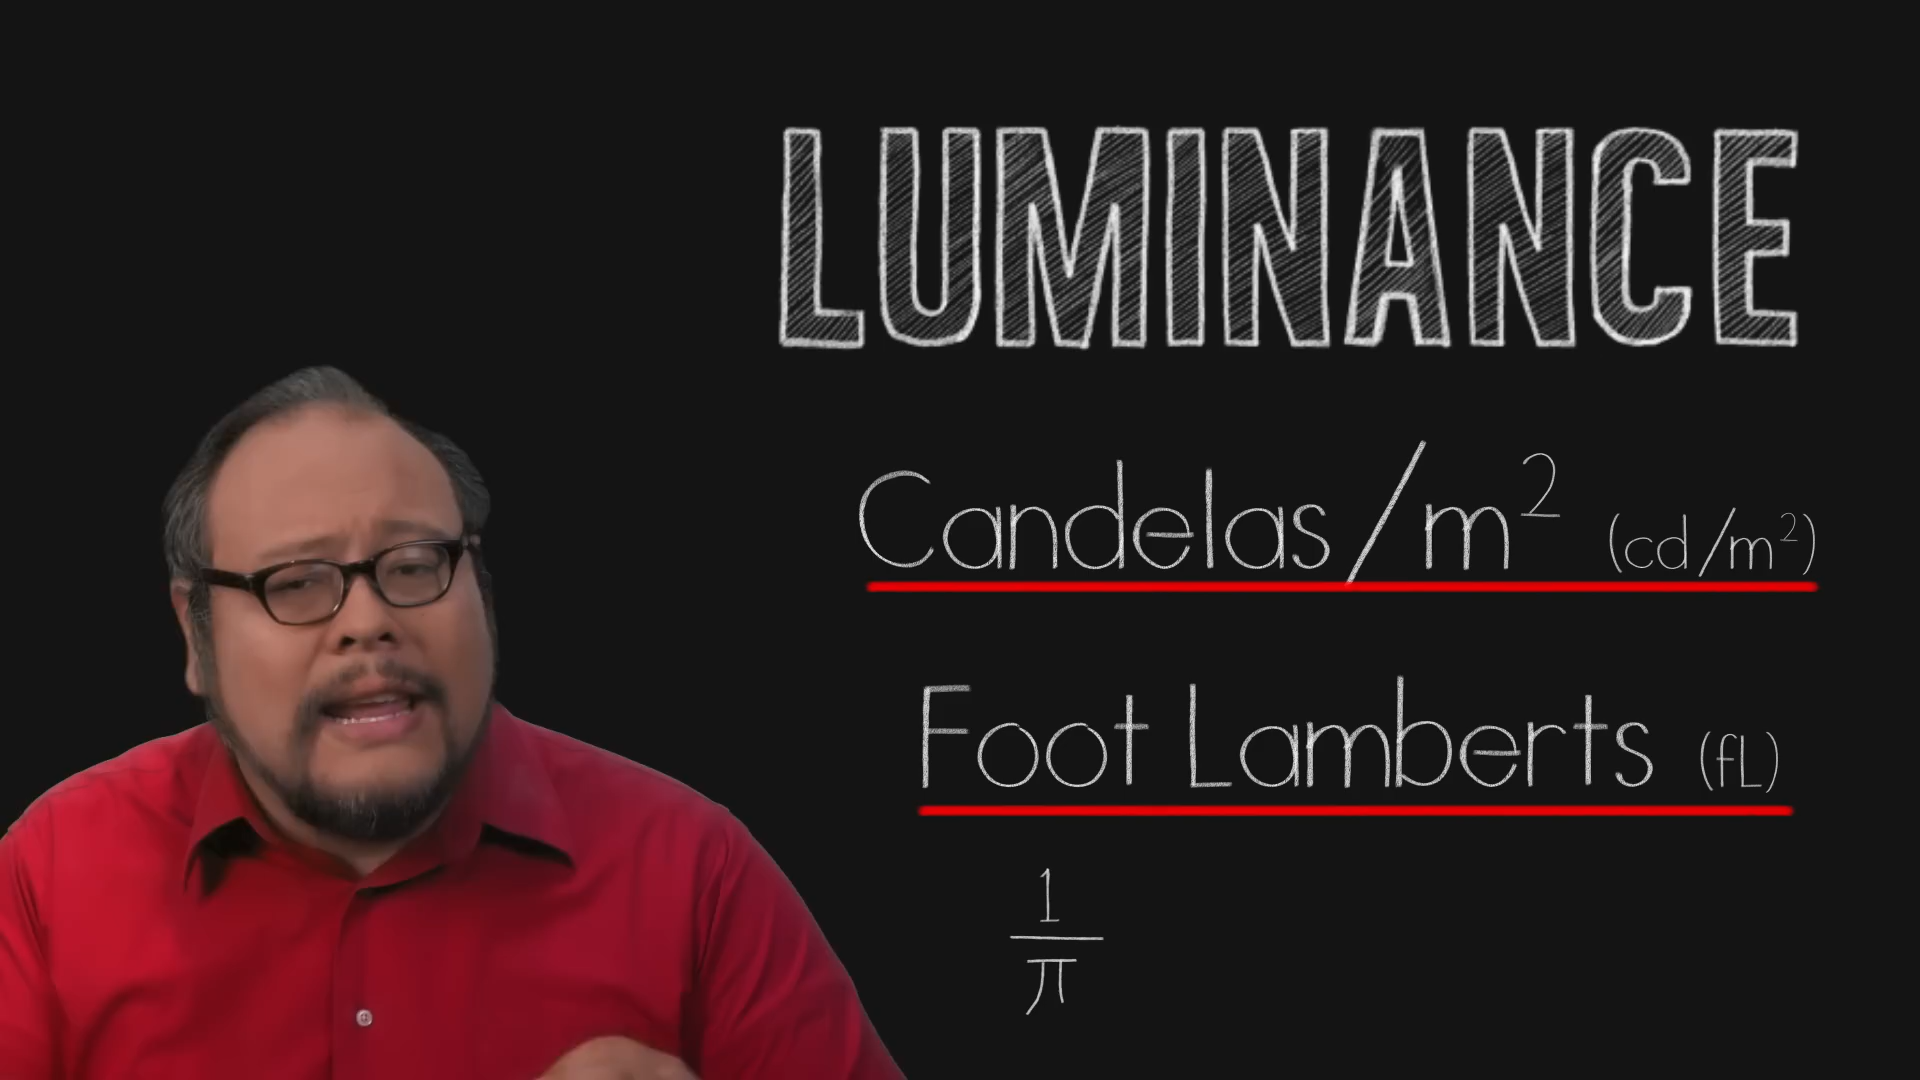 LUMINANCE
Candelas/m² (cd/m²)
Foot Lamberts (fL)
1
π